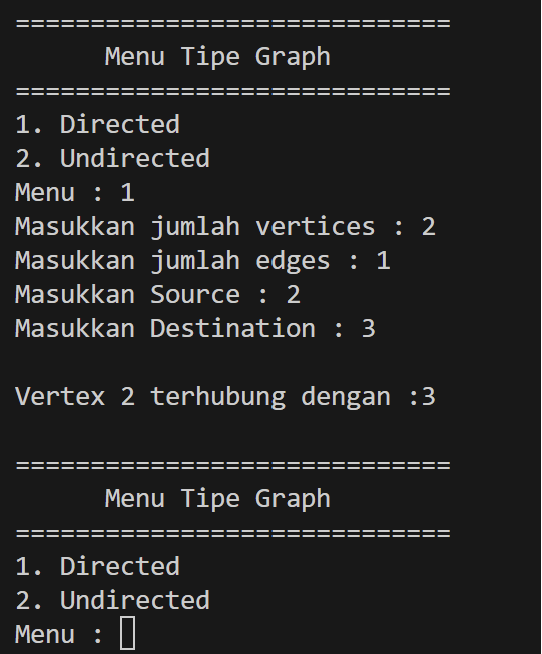 =============================
Menu Tipe Graph
=============================
1. Directed
2. Undirected
Menu : 1
Masukkan jumlah vertices : 2
Masukkan jumlah edges : 1
Masukkan Source : 2
Masukkan Destination : 3
Vertex 2 terhubung dengan :3
=============================
Menu Tipe Graph
=============================
1. Directed
2. Undirected
Menu :